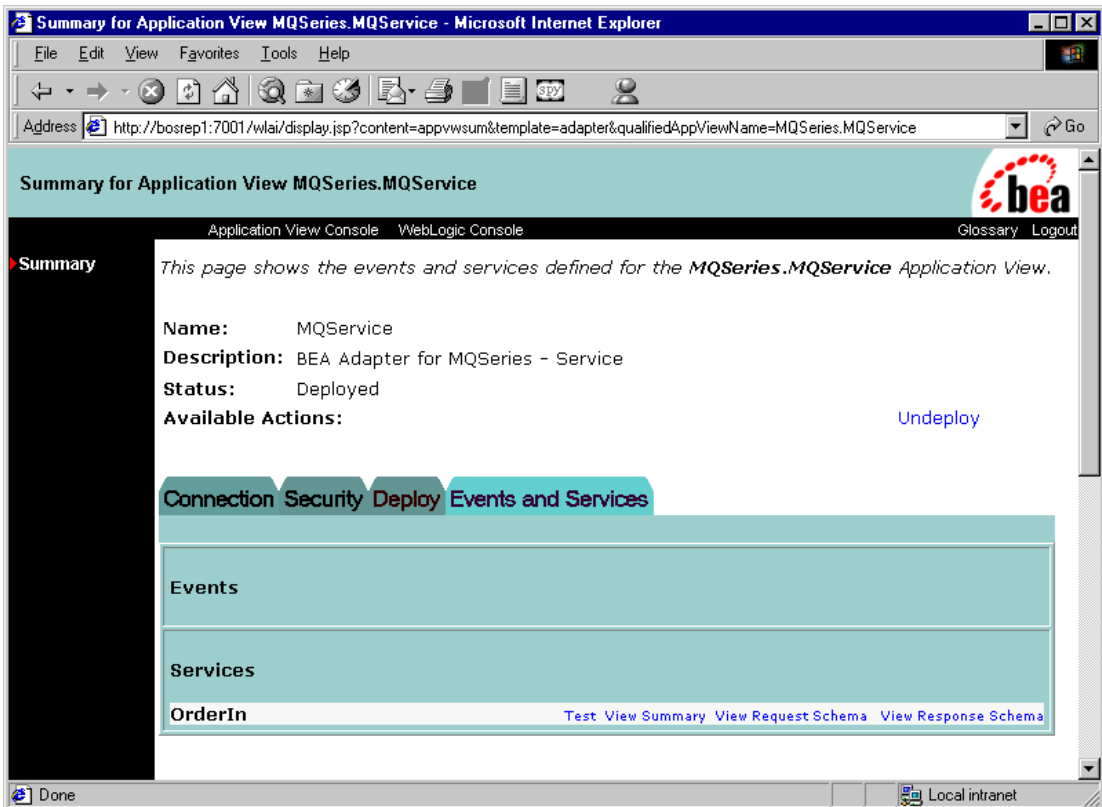 Summary for Application View MQSeries.MQService - Microsoft Internet Explorer
File Edit View Favorites Tools Help
SPY
Address http://bosrep1:7001/wlai/display.jsp?content=appvwsum&template=adapter&qualifiedAppViewName=MQSeries.MQService Go
Summary for Application View MQSeries.MQService
bea
Application View Console WebLogic Console Glossary Logout
Summary
This page shows the events and services defined for the MQSeries.MQService Application View.
Name: MQService
Description: BEA Adapter for MQSeries - Service
Status: Deployed
Available Actions: Undeploy
Connection Security Deploy Events and Services
Events
Services
OrderIn Test View Summary View Request Schema View Response Schema
Done Local intranet